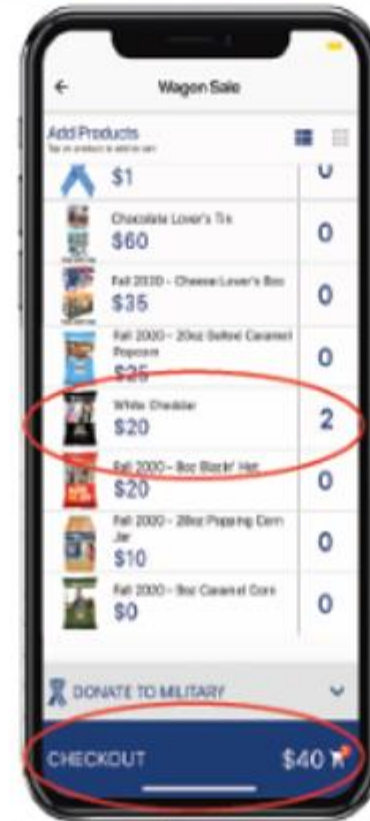 Wagon Sale
Add Products
Tap on product to add to cart
$1
0
Chocolate Lover's Tin
$60
0
Fall 2020 - Cheese Lover's Box
$35
0
Fall 2020 - 20oz Salted Caramel
Popcorn
$25
0
White Cheddar
$20
2
Fall 2020 - 8oz Blazin' Hot
$20
0
Fall 2020 - 28oz Popping Corn
Jar
$10
0
Fall 2020 - 9oz Caramel Corn
$0
0
DONATE TO MILITARY
CHECKOUT $40